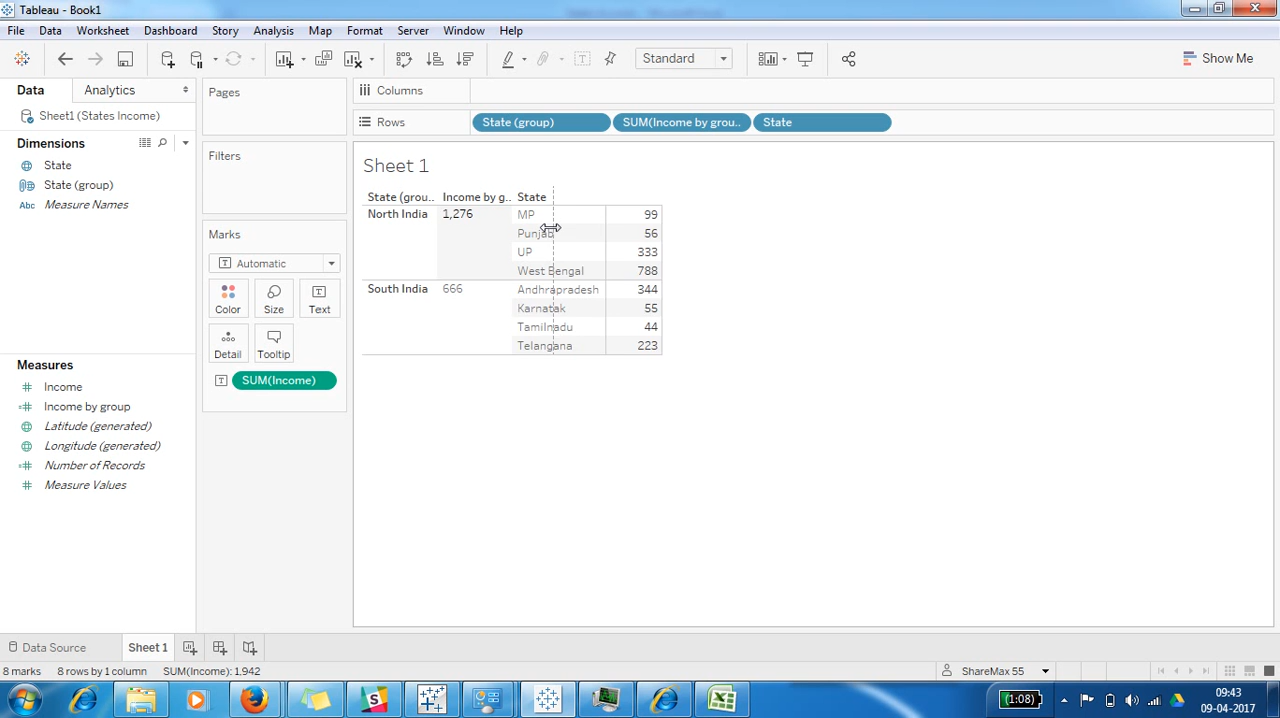 Tableau - Book1
File Data Worksheet Dashboard Story Analysis Map Format Server Window Help
Standard
Show Me
Data
Analytics
Sheet1 (States Income)
Dimensions
State
State (group)
Abc Measure Names
Measures
Income
Income by group
Latitude (generated)
Longitude (generated)
Number of Records
Measure Values
Pages
Filters
Marks
Automatic
Color Size Text
Detail Tooltip
SUM(Income)
Columns
Rows State (group) SUM(Income by grou.. State
Sheet 1
State (grou.. Income by g.. State
North India 1,276 MP 99
Punjab 56
UP 333
West Bengal 788
South India 666 Andhrapradesh 344
Karnatak 55
Tamilnadu 44
Telangana 223
Data Source Sheet 1
8 marks 8 rows by 1 column SUM(Income): 1,942
ShareMax 55
(1:08)
09:43
09-04-2017